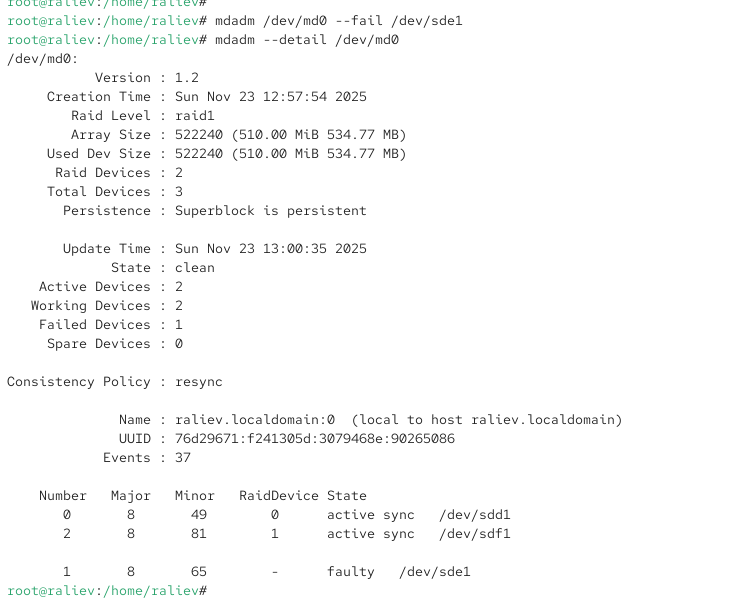 root@raliev:/home/raliev#
root@raliev:/home/raliev# mdadm /dev/md0 --fail /dev/sde1
root@raliev:/home/raliev# mdadm --detail /dev/md0
/dev/md0:
           Version : 1.2
     Creation Time : Sun Nov 23 12:57:54 2025
        Raid Level : raid1
        Array Size : 522240 (510.00 MiB 534.77 MB)
     Used Dev Size : 522240 (510.00 MiB 534.77 MB)
      Raid Devices : 2
     Total Devices : 3
       Persistence : Superblock is persistent

       Update Time : Sun Nov 23 13:00:35 2025
             State : clean
    Active Devices : 2
   Working Devices : 2
    Failed Devices : 1
     Spare Devices : 0

Consistency Policy : resync

              Name : raliev.localdomain:0  (local to host raliev.localdomain)
              UUID : 76d29671:f241305d:3079468e:90265086
            Events : 37

    Number   Major   Minor   RaidDevice State
       0       8       49        0      active sync   /dev/sdd1
       2       8       81        1      active sync   /dev/sdf1

       1       8       65        -      faulty   /dev/sde1
root@raliev:/home/raliev#